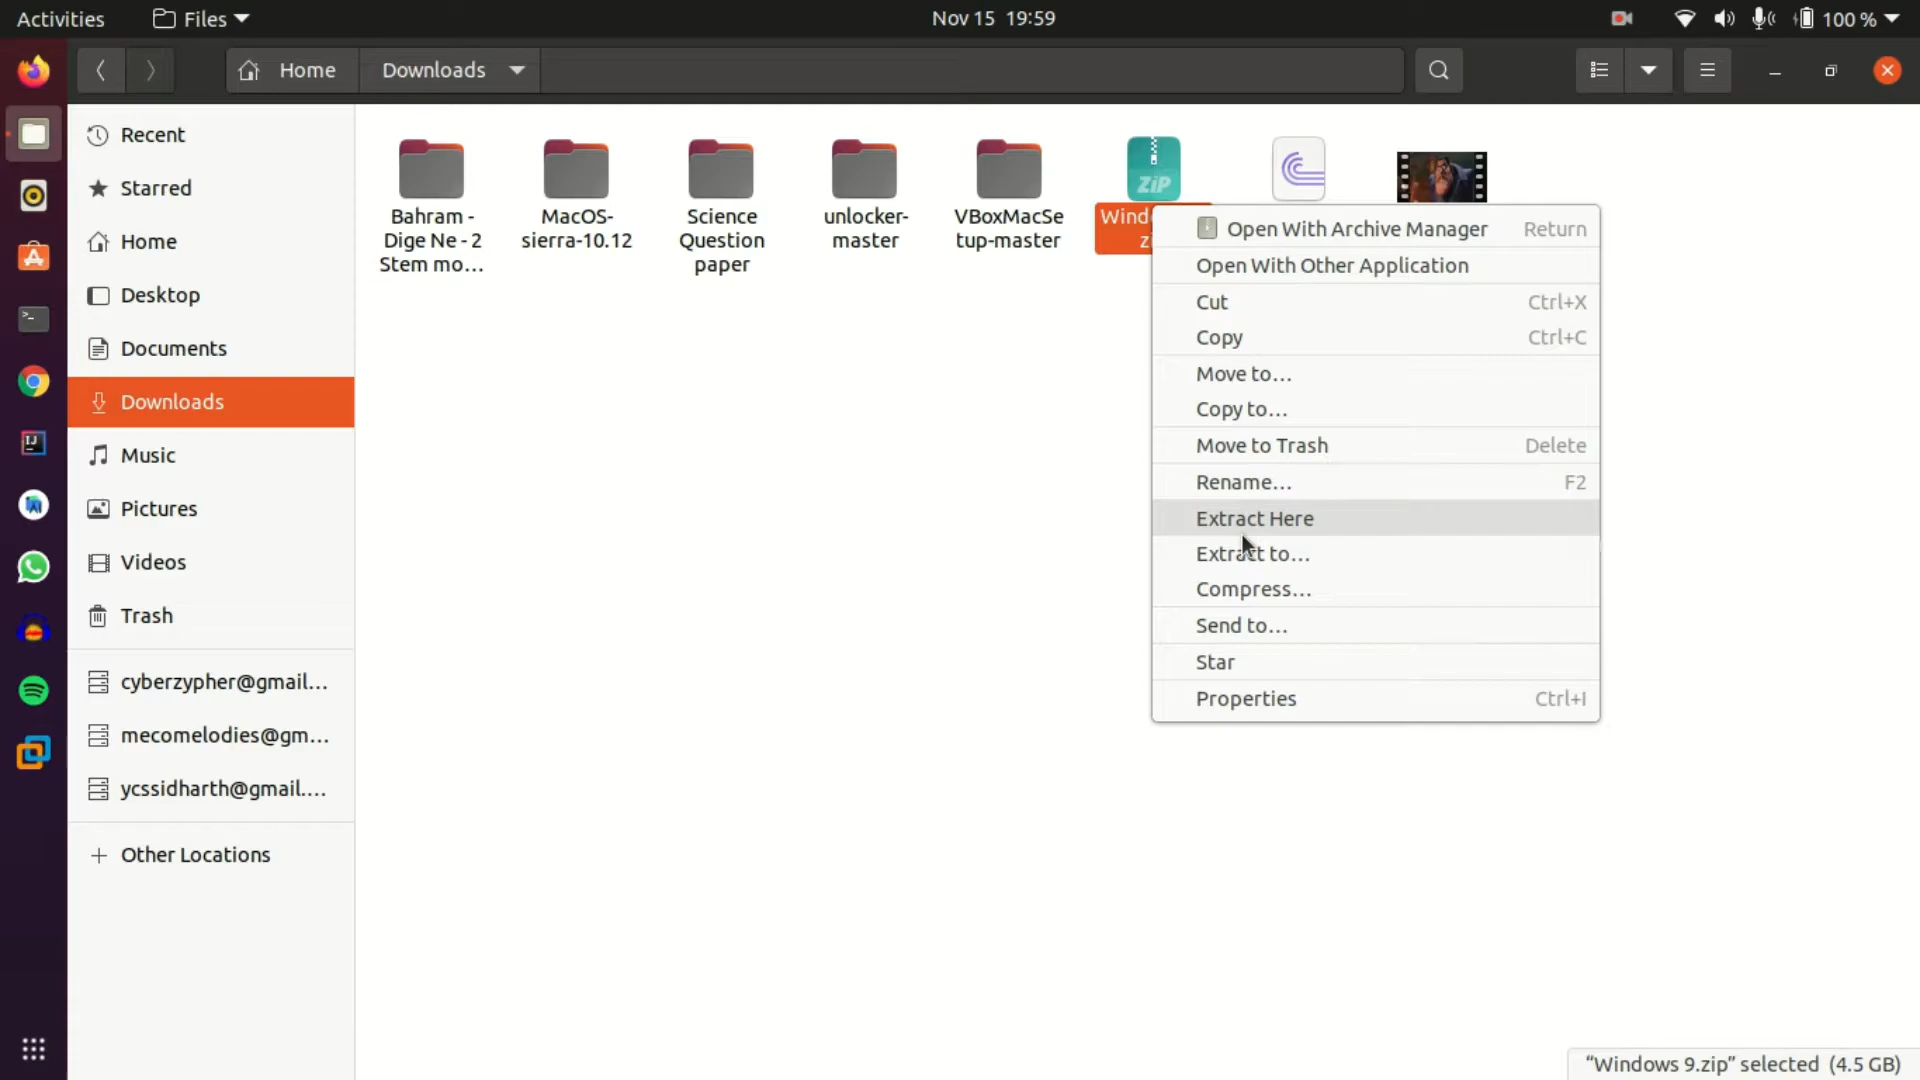 Activities
Files
Nov 15 19:59
100 %
Home
Downloads
Recent
Starred
Home
Desktop
Documents
Downloads
Music
Pictures
Videos
Trash
cyberzypher@gmail...
mecomelodies@gm...
ycssidharth@gmail....
Other Locations
Bahram -
Dige Ne - 2
Stem mo...
MacOS-
sierra-10.12
Science
Question
paper
unlocker-
master
VBoxMacSe
tup-master
ZiP
Wind
zi
Open With Archive Manager Return
Open With Other Application
Cut Ctrl+X
Copy Ctrl+C
Move to...
Copy to...
Move to Trash Delete
Rename... F2
Extract Here
Extract to...
Compress...
Send to...
Star
Properties Ctrl+I
“Windows 9.zip” selected (4.5 GB)